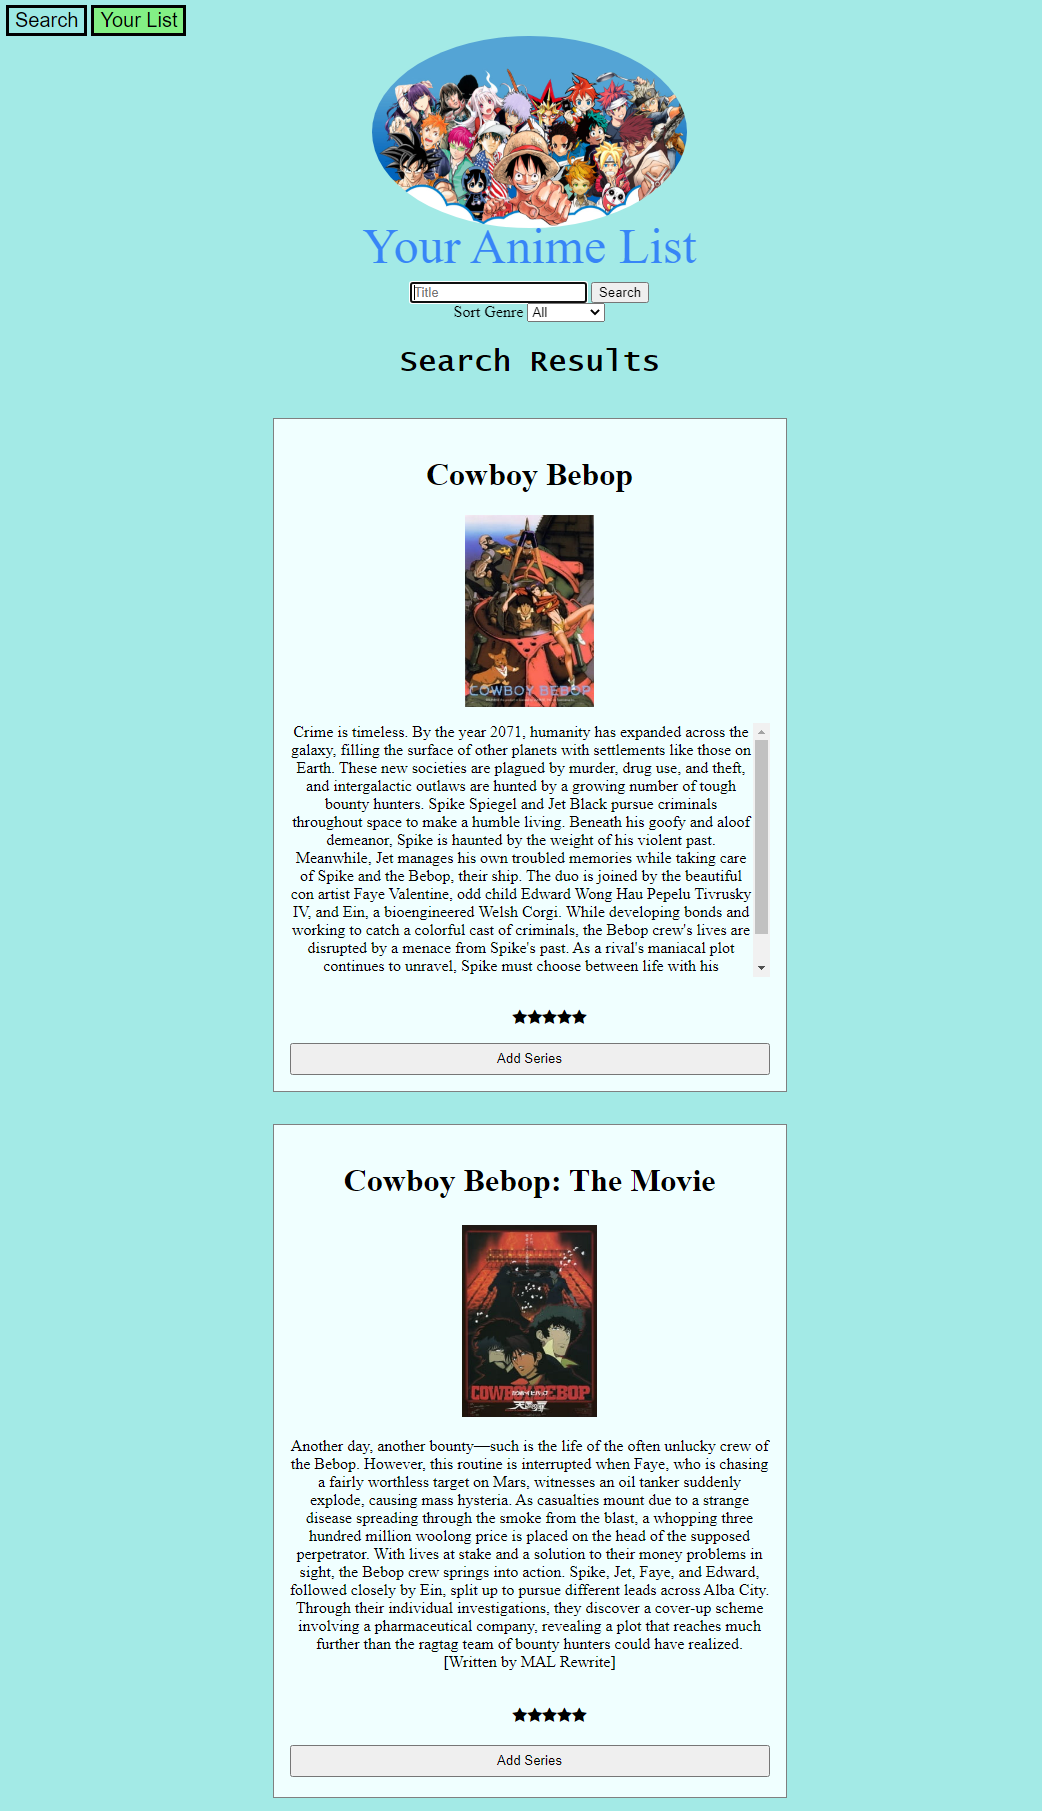 Search Your List
Your Anime List
Title Search
Sort Genre All
Search Results
Cowboy Bebop
COWBOY BEBOP
Crime is timeless. By the year 2071, humanity has expanded across the
galaxy, filling the surface of other planets with settlements like those on
Earth. These new societies are plagued by murder, drug use, and theft,
and intergalactic outlaws are hunted by a growing number of tough
bounty hunters. Spike Spiegel and Jet Black pursue criminals
throughout space to make a humble living. Beneath his goofy and aloof
demeanor, Spike is haunted by the weight of his violent past.
Meanwhile, Jet manages his own troubled memories while taking care
of Spike and the Bebop, their ship. The duo is joined by the beautiful
con artist Faye Valentine, odd child Edward Wong Hau Pepelu Tivrusky
IV, and Ein, a bioengineered Welsh Corgi. While developing bonds and
working to catch a colorful cast of criminals, the Bebop crew's lives are
disrupted by a menace from Spike's past. As a rival's maniacal plot
continues to unravel, Spike must choose between life with his
★★★★★
Add Series
Cowboy Bebop: The Movie
COWBOY BEBOP
天国の扉
Another day, another bounty—such is the life of the often unlucky crew of
the Bebop. However, this routine is interrupted when Faye, who is chasing
a fairly worthless target on Mars, witnesses an oil tanker suddenly
explode, causing mass hysteria. As casualties mount due to a strange
disease spreading through the smoke from the blast, a whopping three
hundred million woolong price is placed on the head of the supposed
perpetrator. With lives at stake and a solution to their money problems in
sight, the Bebop crew springs into action. Spike, Jet, Faye, and Edward,
followed closely by Ein, split up to pursue different leads across Alba City.
Through their individual investigations, they discover a cover-up scheme
involving a pharmaceutical company, revealing a plot that reaches much
further than the ragtag team of bounty hunters could have realized.
[Written by MAL Rewrite]
★★★★★
Add Series